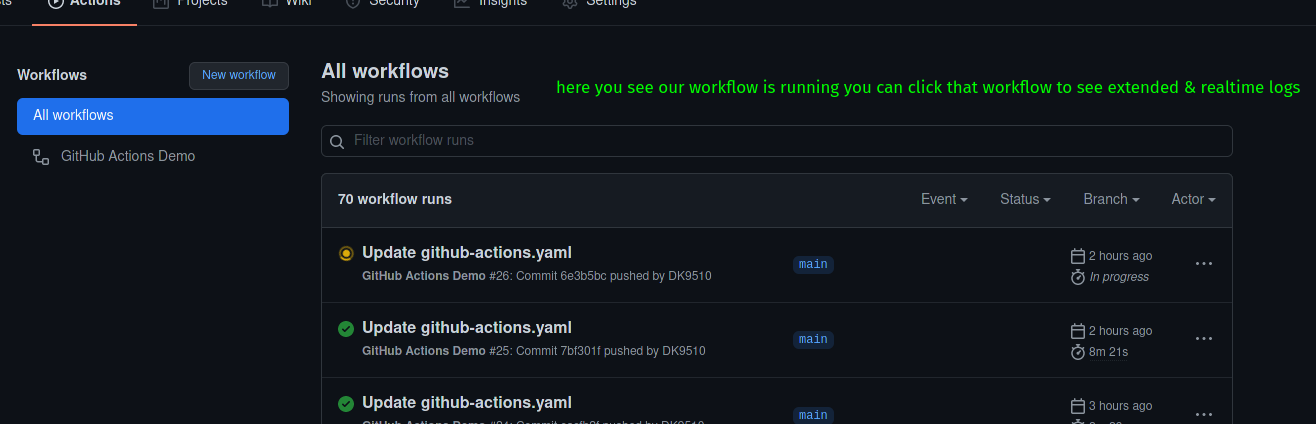 Actions Projects Wiki Security Insights Settings
Workflows
New workflow
All workflows
GitHub Actions Demo
All workflows
Showing runs from all workflows
here you see our workflow is running you can click that workflow to see extended & realtime logs
Filter workflow runs
70 workflow runs Event Status Branch Actor
Update github-actions.yaml
GitHub Actions Demo #26: Commit 6e3b5bc pushed by DK9510
main
2 hours ago
In progress
Update github-actions.yaml
GitHub Actions Demo #25: Commit 7bf301f pushed by DK9510
main
2 hours ago
8m 21s
Update github-actions.yaml
main
3 hours ago